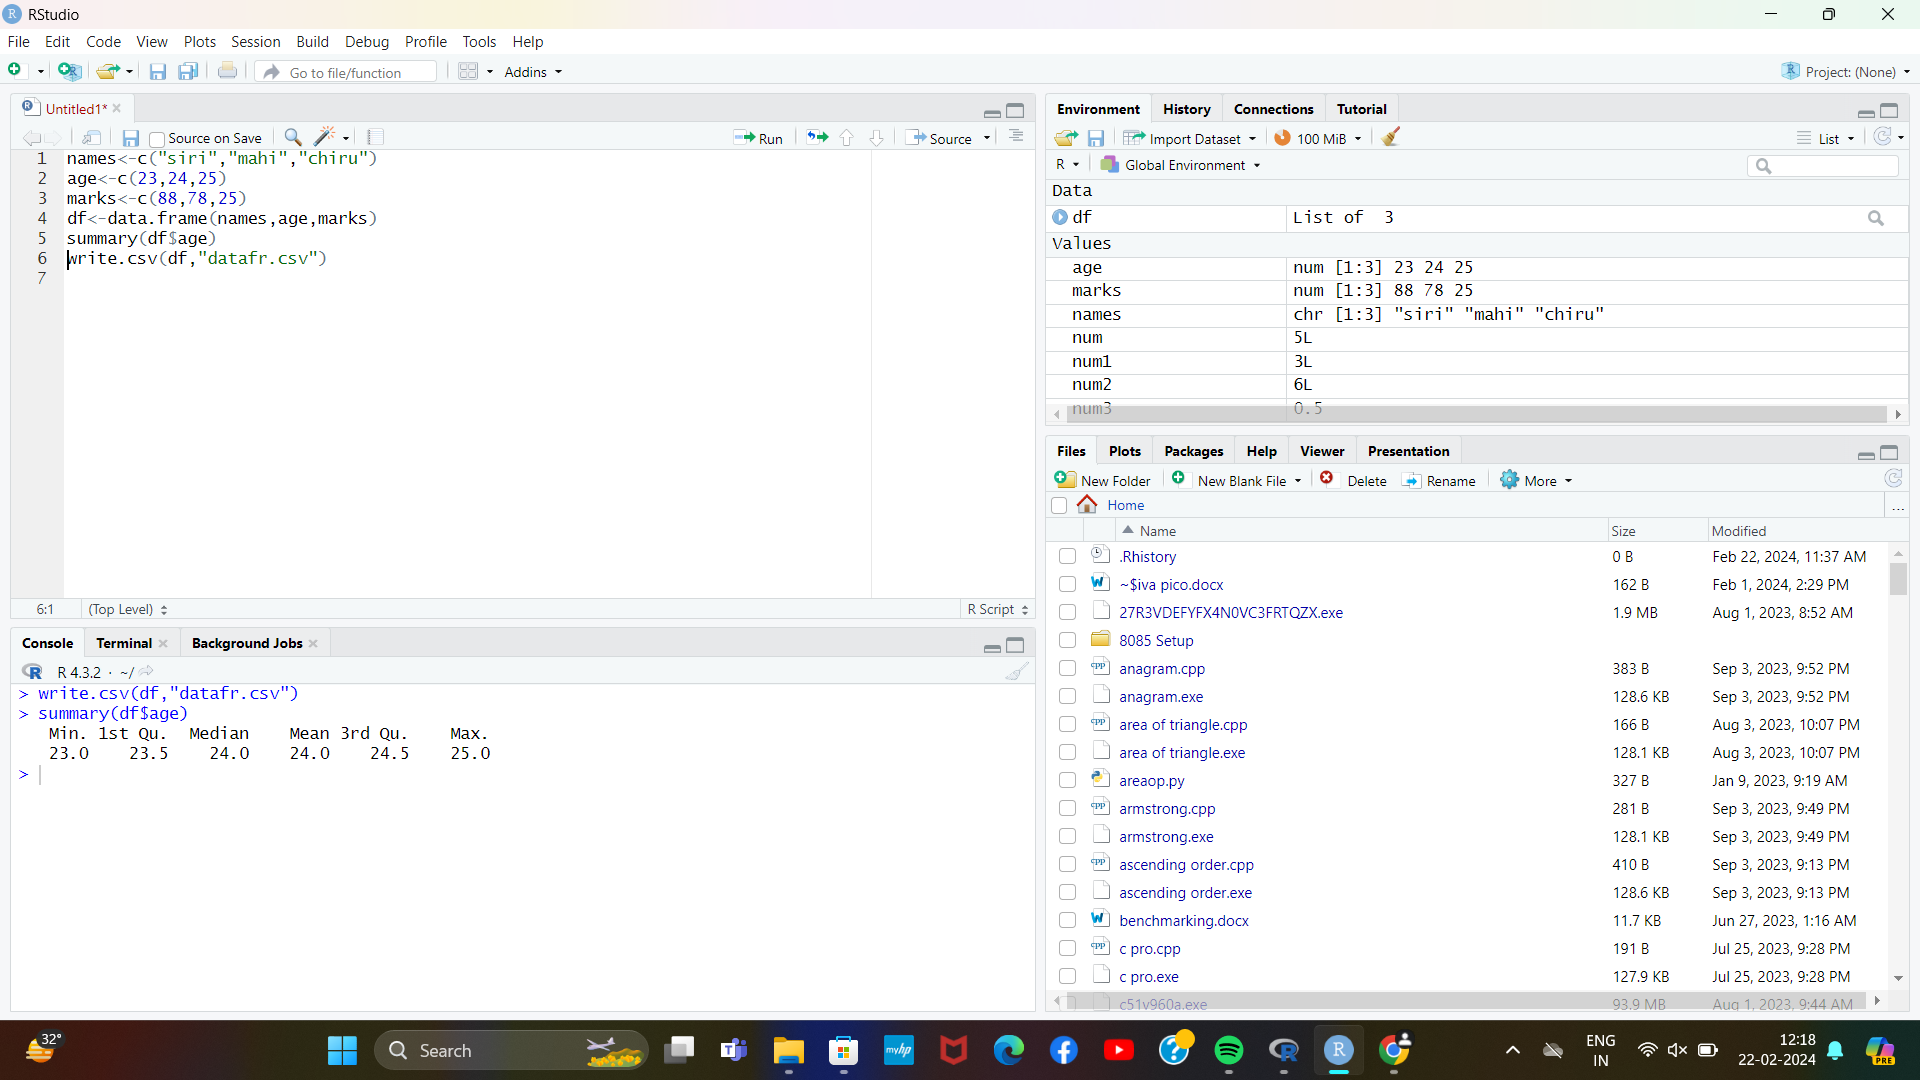 RStudio
File Edit Code View Plots Session Build Debug Profile Tools Help
Go to file/function Addins Project: (None)
Untitled1*
Source on Save Run Source
1 names<-c("siri","mahi","chiru")
2 age<-c(23,24,25)
3 marks<-c(88,78,25)
4 df<-data.frame(names,age,marks)
5 summary(df$age)
6 write.csv(df,"datafr.csv")
7
6:1 (Top Level) R Script
Console Terminal Background Jobs
R 4.3.2 · ~/
> write.csv(df,"datafr.csv")
> summary(df$age)
Min. 1st Qu. Median Mean 3rd Qu. Max.
23.0 23.5 24.0 24.0 24.5 25.0
>
Environment History Connections Tutorial
Import Dataset 100 MiB List
R Global Environment
Data
df List of 3
Values
age num [1:3] 23 24 25
marks num [1:3] 88 78 25
names chr [1:3] "siri" "mahi" "chiru"
num 5L
num1 3L
num2 6L
num3 0.5
Files Plots Packages Help Viewer Presentation
New Folder New Blank File Delete Rename More
Home ...
Name Size Modified
.Rhistory 0 B Feb 22, 2024, 11:37 AM
~$iva pico.docx 162 B Feb 1, 2024, 2:29 PM
27R3VDEFYFX4N0VC3FRTQZX.exe 1.9 MB Aug 1, 2023, 8:52 AM
8085 Setup
anagram.cpp 383 B Sep 3, 2023, 9:52 PM
anagram.exe 128.6 KB Sep 3, 2023, 9:52 PM
area of triangle.cpp 166 B Aug 3, 2023, 10:07 PM
area of triangle.exe 128.1 KB Aug 3, 2023, 10:07 PM
areaop.py 327 B Jan 9, 2023, 9:19 AM
armstrong.cpp 281 B Sep 3, 2023, 9:49 PM
armstrong.exe 128.1 KB Sep 3, 2023, 9:49 PM
ascending order.cpp 410 B Sep 3, 2023, 9:13 PM
ascending order.exe 128.6 KB Sep 3, 2023, 9:13 PM
benchmarking.docx 11.7 KB Jun 27, 2023, 1:16 AM
c pro.cpp 191 B Jul 25, 2023, 9:28 PM
c pro.exe 127.9 KB Jul 25, 2023, 9:28 PM
c51v960a.exe 93.9 MB Aug 1, 2023, 9:44 AM
32° Search myhp ENG 12:18
IN 22-02-2024 PRE